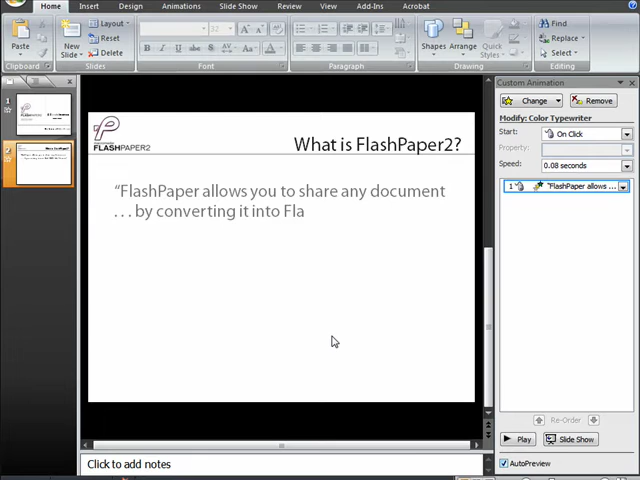 Home Insert Design Animations Slide Show Review View Add-Ins Acrobat
Paste
Clipboard
New Slide
Layout
Reset
Delete
Slides
32
Font
Paragraph
Shapes
Arrange
Quick Styles
Drawing
Find
Replace
Select
Editing
1
2
FLASHPAPER2
What is FlashPaper2?
“FlashPaper allows you to share any document
. . . by converting it into Fla
Click to add notes
Custom Animation
Change Remove
Modify: Color Typewriter
Start: On Click
Property:
Speed: 0.08 seconds
1 "FlashPaper allows ...
Re-Order
Play Slide Show
AutoPreview